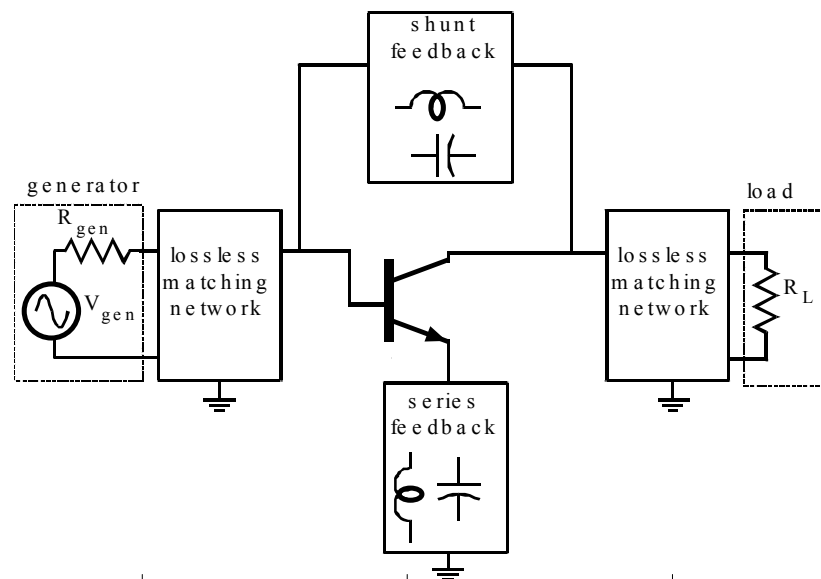 shunt
feedback
generator
R gen
V gen
lossless
matching
network
lossless
matching
network
load
R L
series
feedback